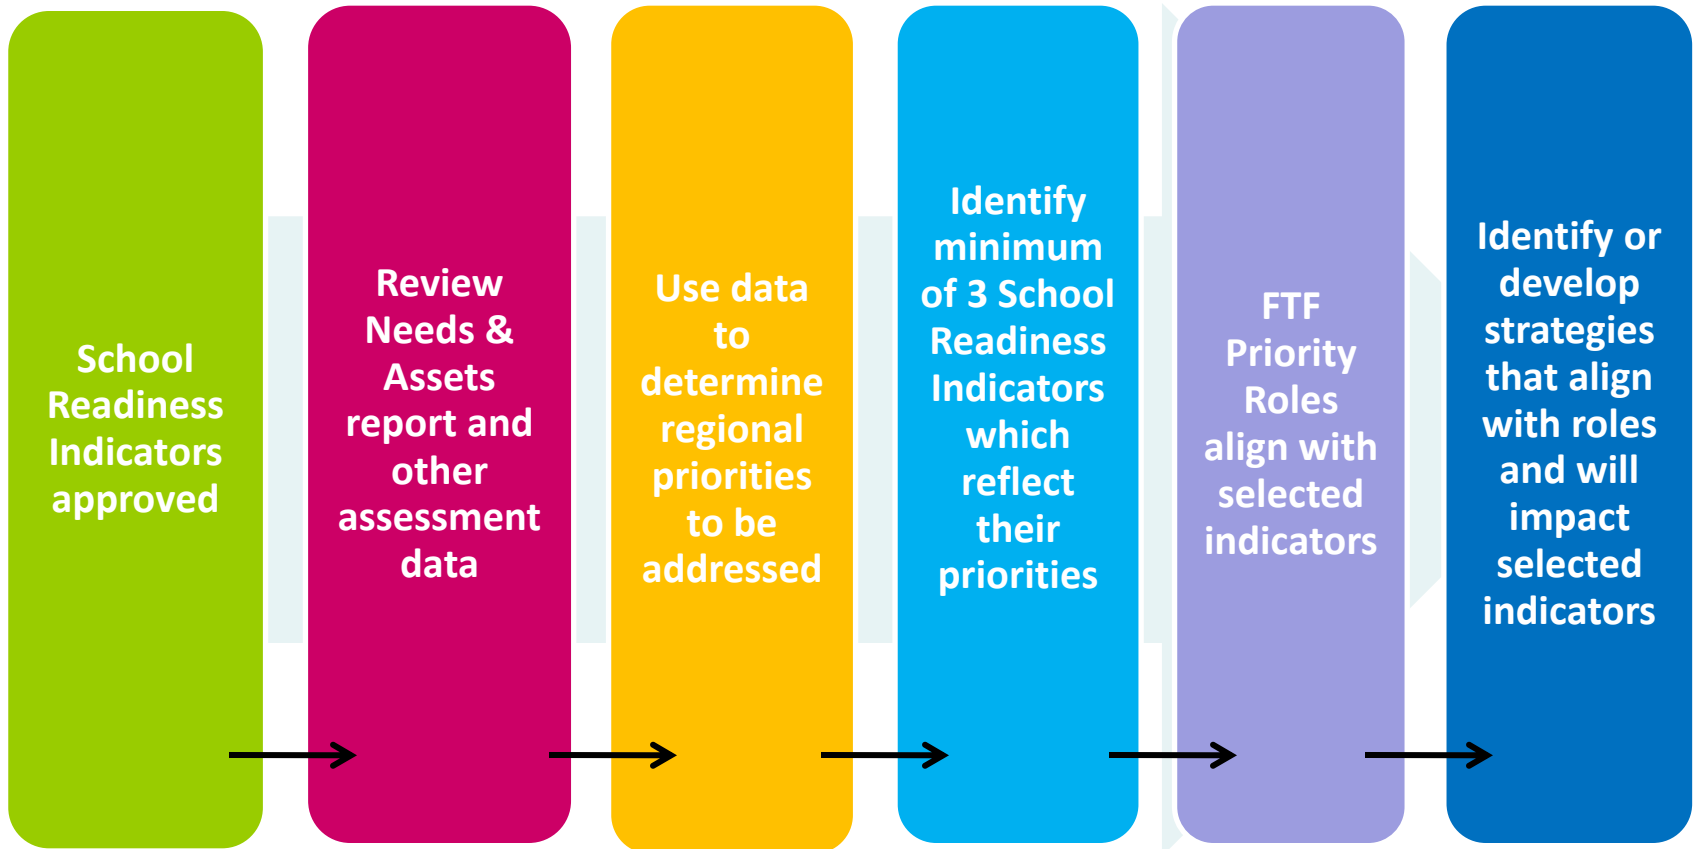 School
Readiness
Indicators
approved
Review
Needs &
Assets
report and
other
assessment
data
Use data
to
determine
regional
priorities
to be
addressed
Identify
minimum
of 3 School
Readiness
Indicators
which
reflect
their
priorities
FTF
Priority
Roles
align with
selected
indicators
Identify or
develop
strategies
that align
with roles
and will
impact
selected
indicators